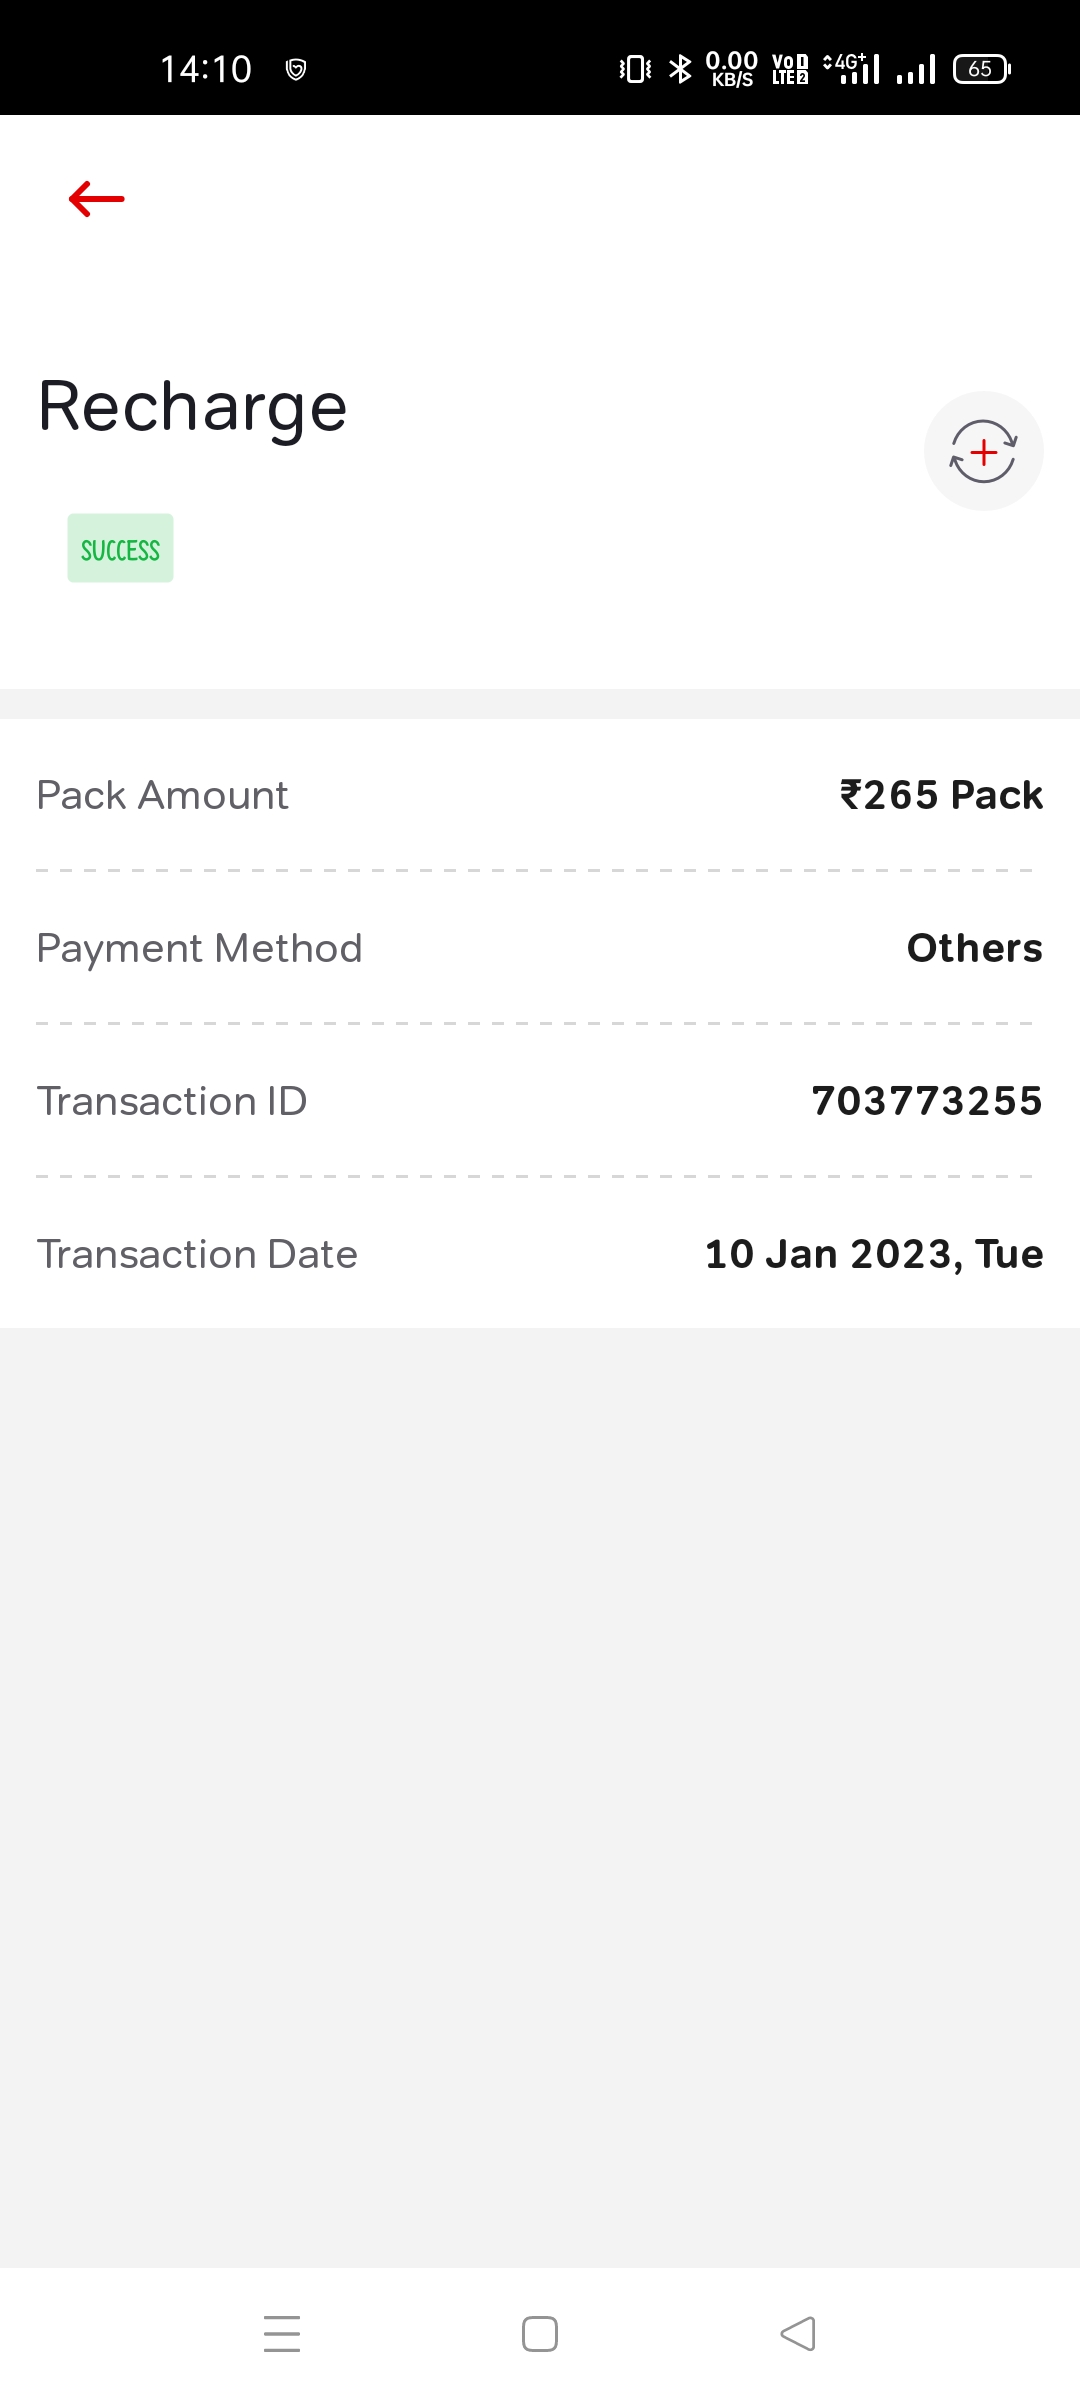 14:10 0.00 KB/S Vo 1 LTE 2 4G+ 65
Recharge
SUCCESS
Pack Amount ₹265 Pack
Payment Method Others
Transaction ID 703773255
Transaction Date 10 Jan 2023, Tue